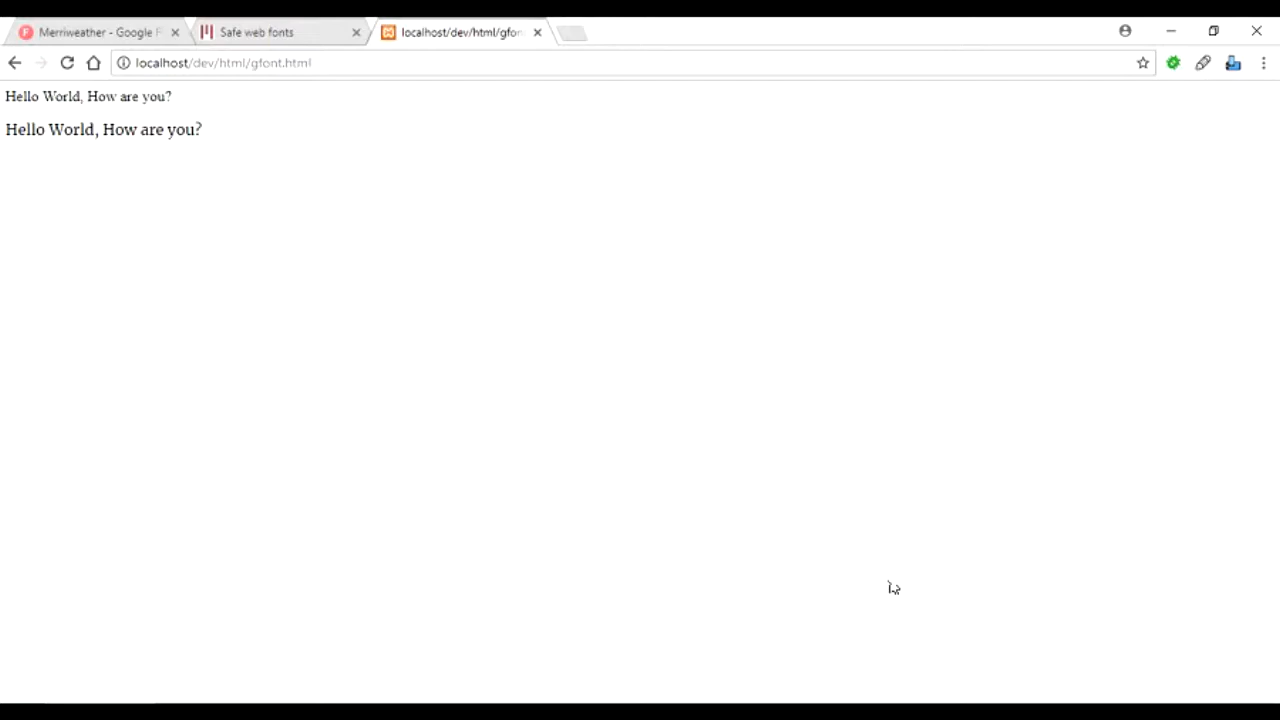 Merriweather - Google F
Safe web fonts
localhost/dev/html/gfon
localhost/dev/html/gfont.html
Hello World, How are you?
Hello World, How are you?